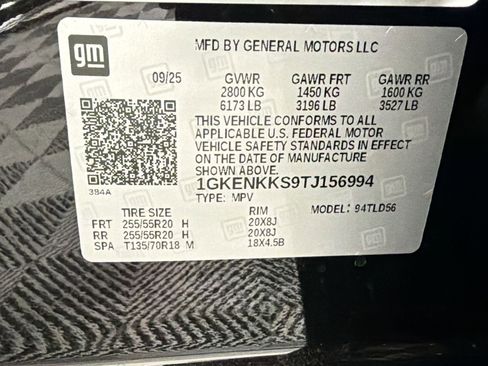 gm
MFD BY GENERAL MOTORS LLC
09/25 GVWR GAWR FRT GAWR RR
2800 KG 1450 KG 1600 KG
6173 LB 3196 LB 3527 LB
THIS VEHICLE CONFORMS TO ALL
APPLICABLE U.S. FEDERAL MOTOR
VEHICLE SAFETY STANDARDS IN EFFECT
ON THE DATE OF MANUFACTURE
SHOWN ABOVE.
1GKENKKS9TJ156994
384A
TYPE: MPV MODEL: 94TLD56
TIRE SIZE RIM
FRT 255/55R20 H 20X8J
RR 255/55R20 H 20X8J
SPA T135/70R18 M 18X4.5B